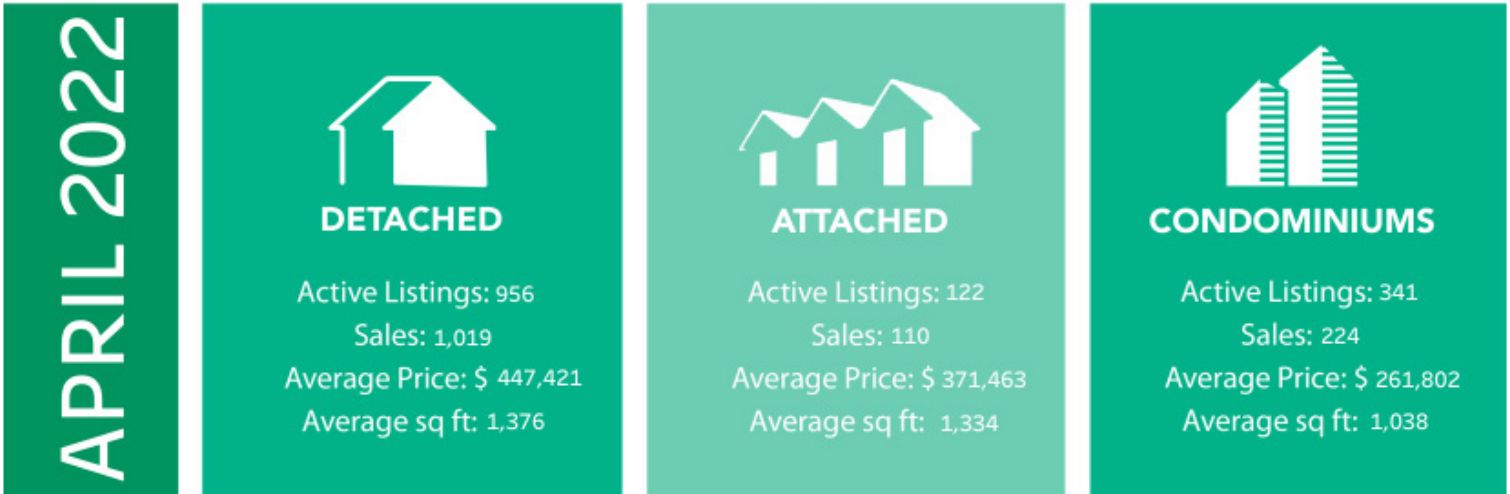 APRIL 2022
DETACHED
Active Listings: 956
Sales: 1,019
Average Price: $ 447,421
Average sq ft: 1,376
ATTACHED
Active Listings: 122
Sales: 110
Average Price: $ 371,463
Average sq ft: 1,334
CONDOMINIUMS
Active Listings: 341
Sales: 224
Average Price: $ 261,802
Average sq ft: 1,038